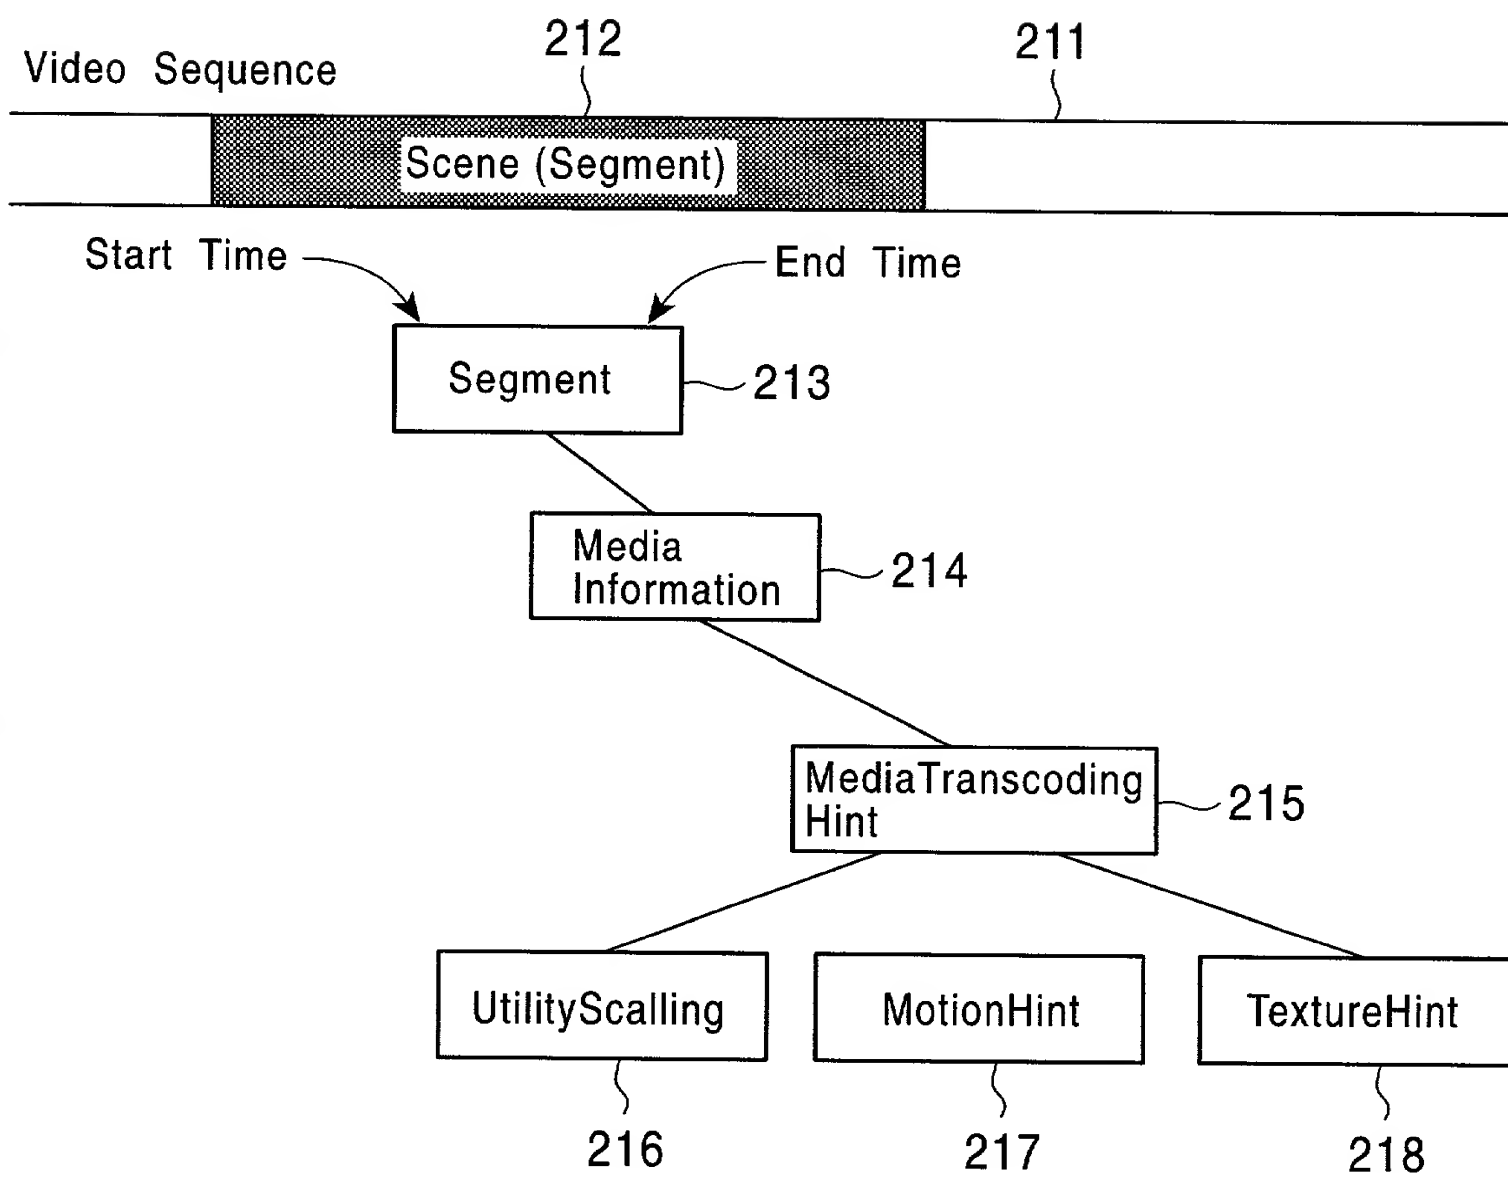 212
211
Video Sequence
Scene (Segment)
Start Time
End Time
Segment
213
Media
Information
214
MediaTranscoding
Hint
215
UtilityScalling
MotionHint
TextureHint
216
217
218